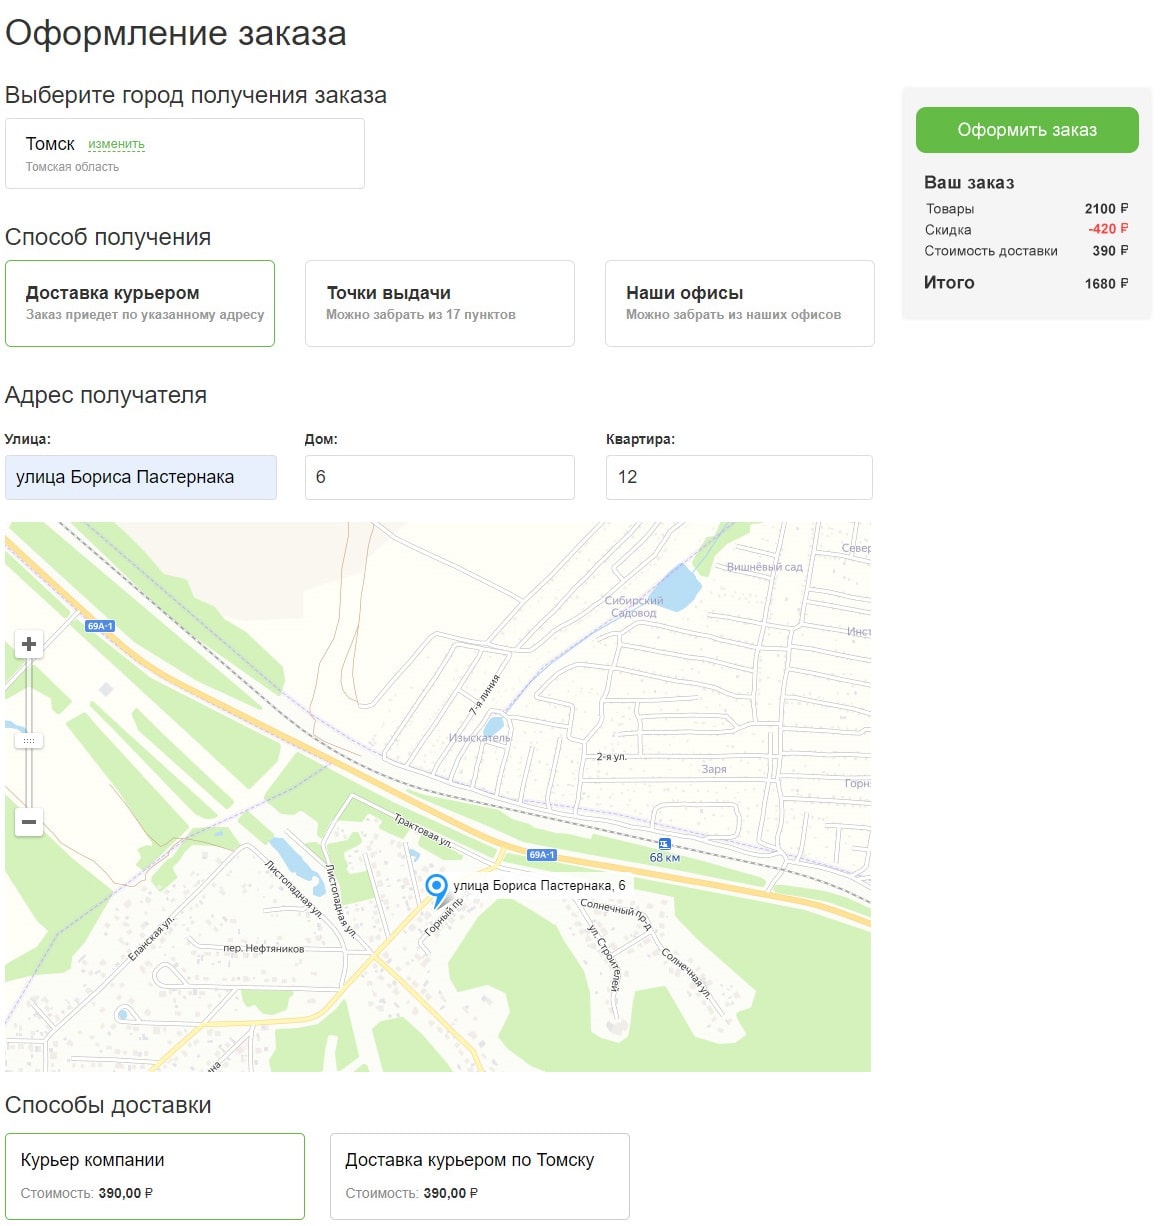 Оформление заказа
Выберите город получения заказа
Томск изменить
Томская область
Оформить заказ
Ваш заказ
Товары 2100 ₽
Скидка -420 ₽
Стоимость доставки 390 ₽
Итого 1680 ₽
Способ получения
Доставка курьером
Заказ приедет по указанному адресу
Точки выдачи
Можно забрать из 17 пунктов
Наши офисы
Можно забрать из наших офисов
Адрес получателя
Улица:
Дом:
Квартира:
улица Бориса Пастернака
6
12
Север
Вишнёвый сад
Сибирский
Садовод
69А-1
Инст
7-я линия
Изыскатель
2-я ул.
Заря
Горн
Трактовая ул.
69А-1
68 км
Листопадная ул.
Листопадная ул.
улица Бориса Пастернака, 6
Горный пр
Солнечный пр-д
Еланская ул.
пер. Нефтяников
ул. Строителей
Солнечная ул.
на
Способы доставки
Курьер компании
Стоимость: 390,00 ₽
Доставка курьером по Томску
Стоимость: 390,00 ₽